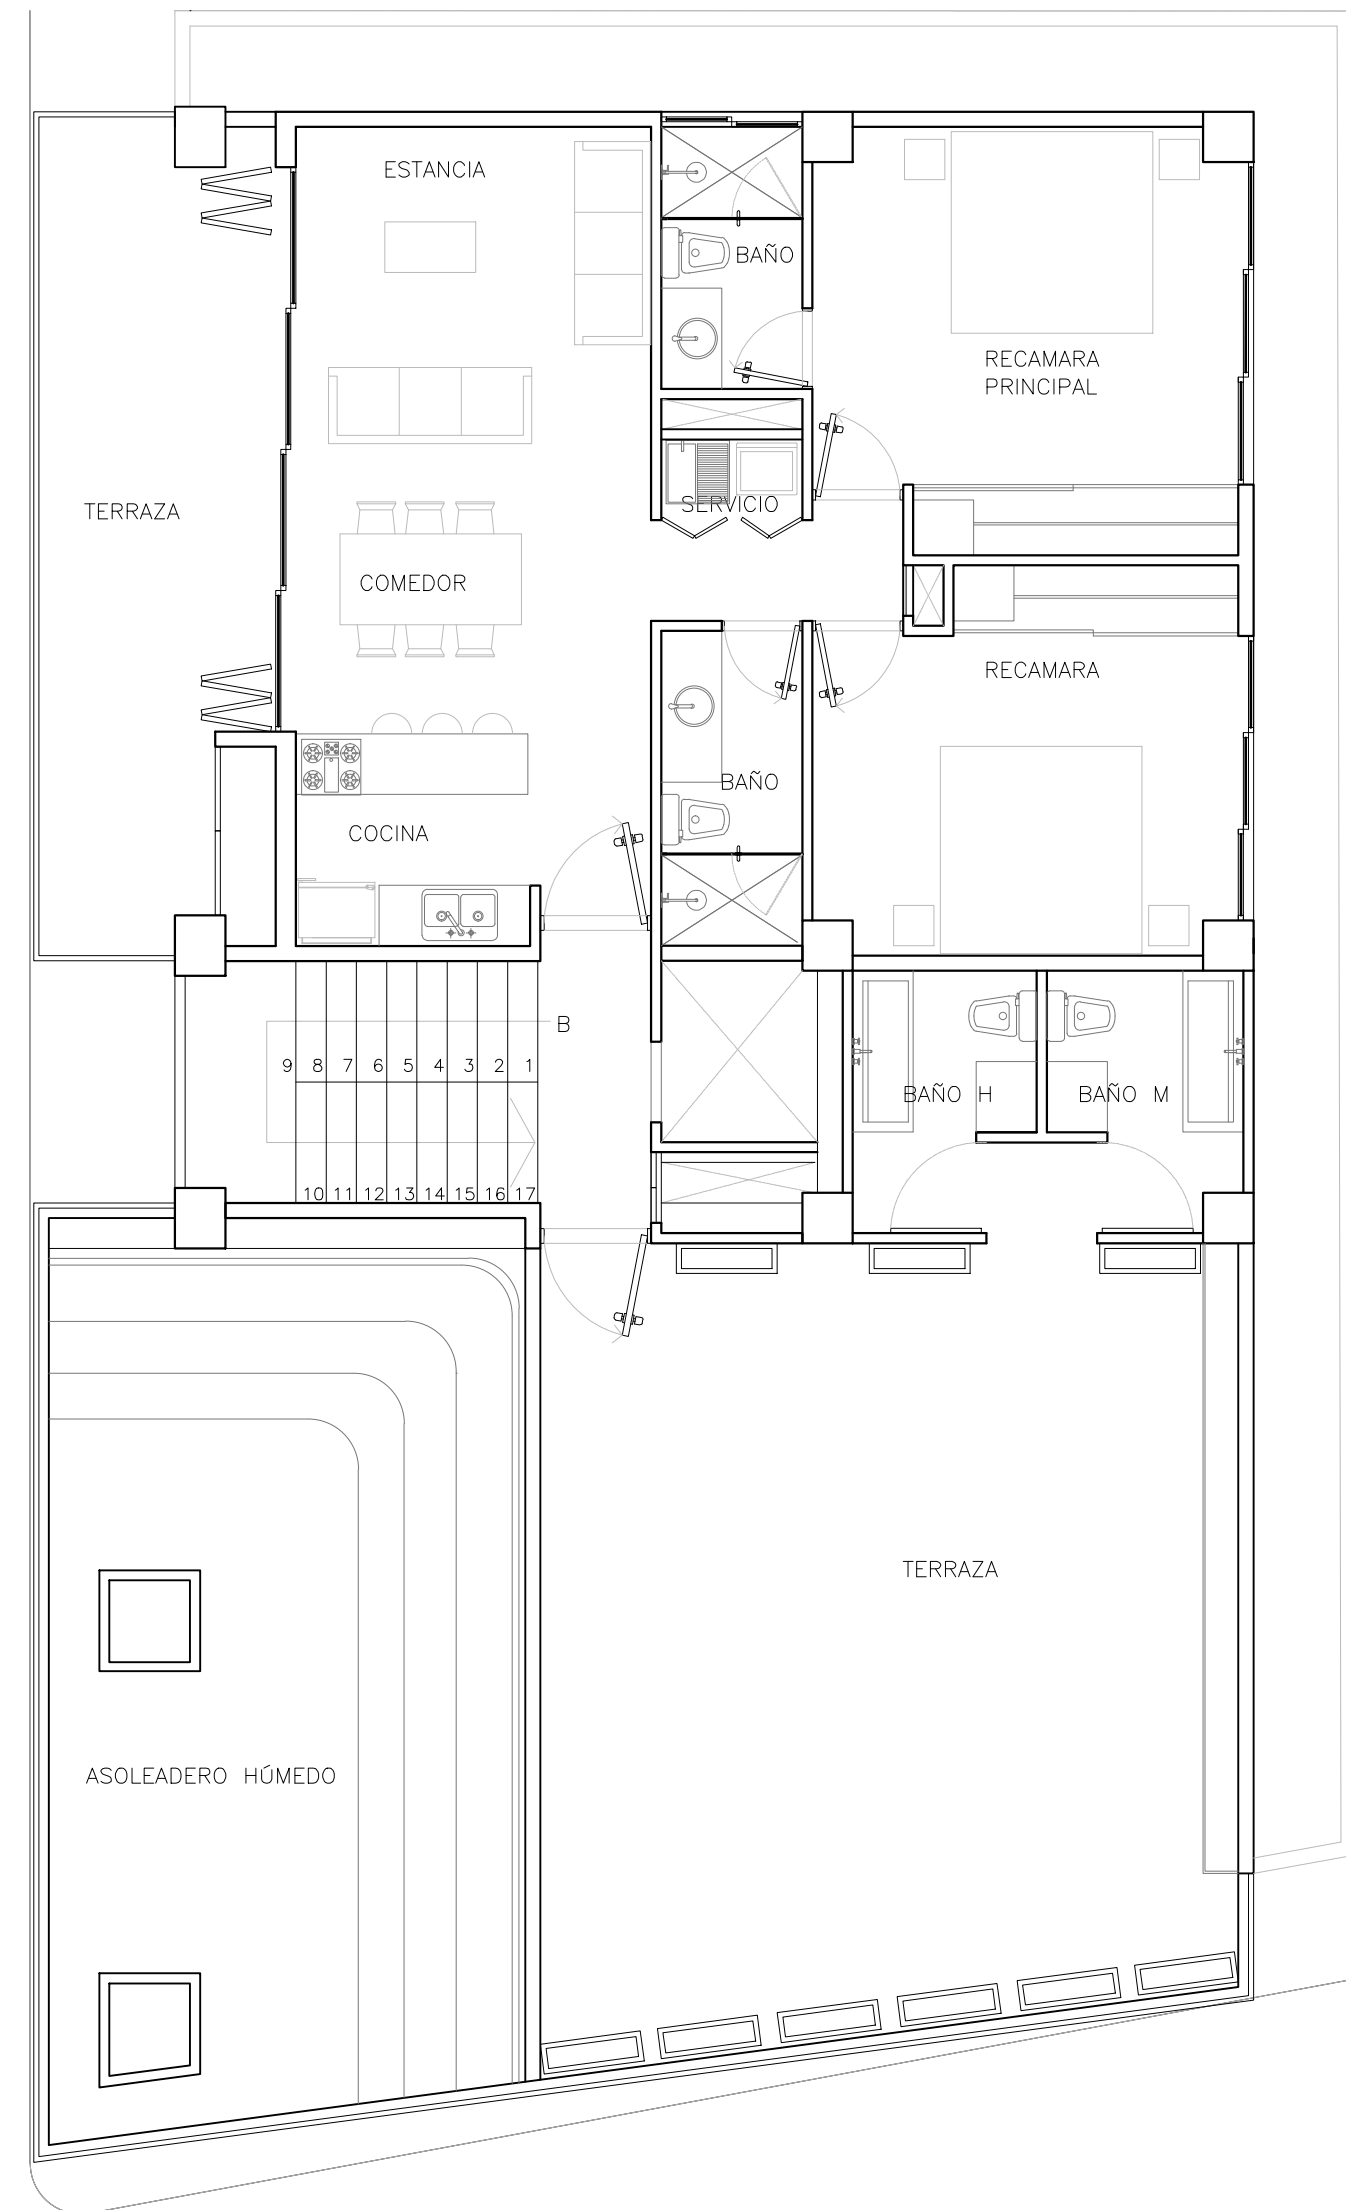 ESTANCIA
BAÑO
RECAMARA
PRINCIPAL
TERRAZA
SERVICIO
COMEDOR
RECAMARA
BAÑO
COCINA
B
9 8 7 6 5 4 3 2 1
BAÑO H
BAÑO M
10 11 12 13 14 15 16 17
TERRAZA
ASOLEADERO HÚMEDO